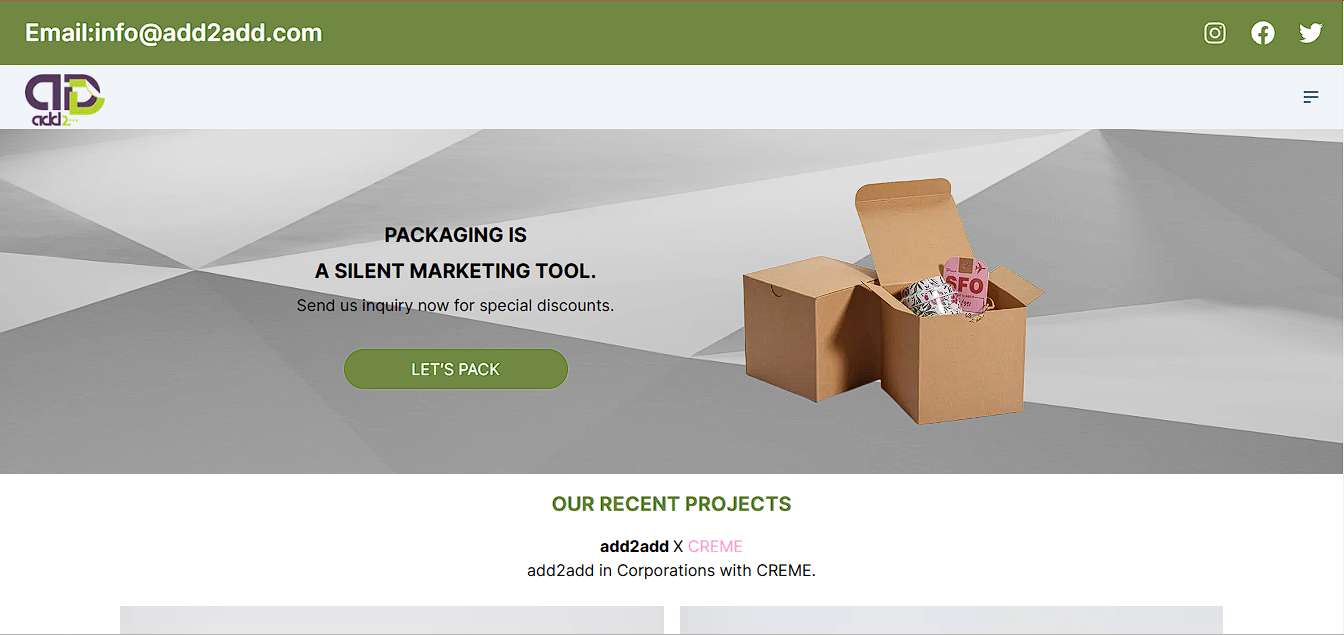 Email:info@add2add.com
add2...
PACKAGING IS
A SILENT MARKETING TOOL.
Send us inquiry now for special discounts.
SFO
LET'S PACK
OUR RECENT PROJECTS
add2add X CREME
add2add in Corporations with CREME.